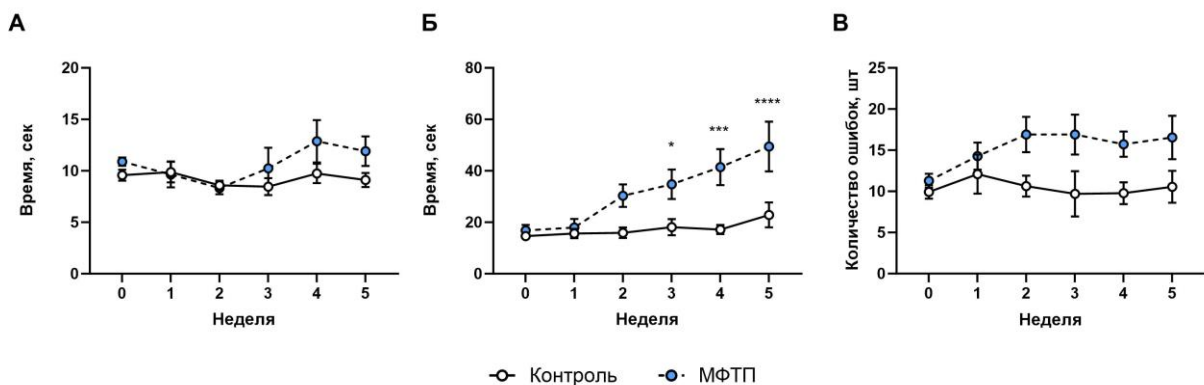 А
Время, сек
20
15
10
5
0
0 1 2 3 4 5
Неделя
Б
Время, сек
80
60
40
20
0
*
***
****
0 1 2 3 4 5
Неделя
В
Количество ошибок, шт
25
20
15
10
5
0
0 1 2 3 4 5
Неделя
Контроль
МФТП